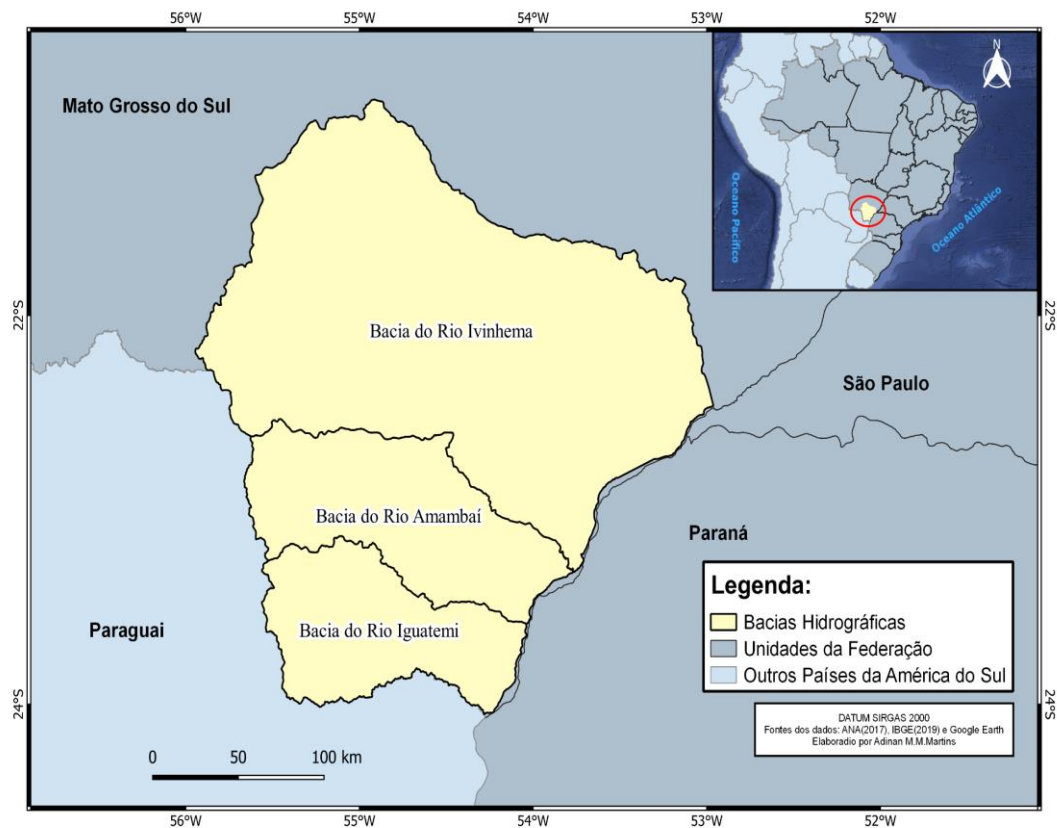 56°W
55°W
54°W
53°W
52°W
Mato Grosso do Sul
N
Oceano Pacífico
Oceano Atlântico
22°S
22°S
Bacia do Rio Ivinhema
São Paulo
Bacia do Rio Amambaí
Paraná
Paraguai
Bacia do Rio Iguatemi
Legenda:
Bacias Hidrográficas
Unidades da Federação
Outros Países da América do Sul
24°S
24°S
DATUM SIRGAS 2000
Fontes dos dados: ANA(2017), IBGE(2019) e Google Earth
Elaboradio por Adinan M.M.Martins
0
50
100 km
56°W
55°W
54°W
53°W
52°W